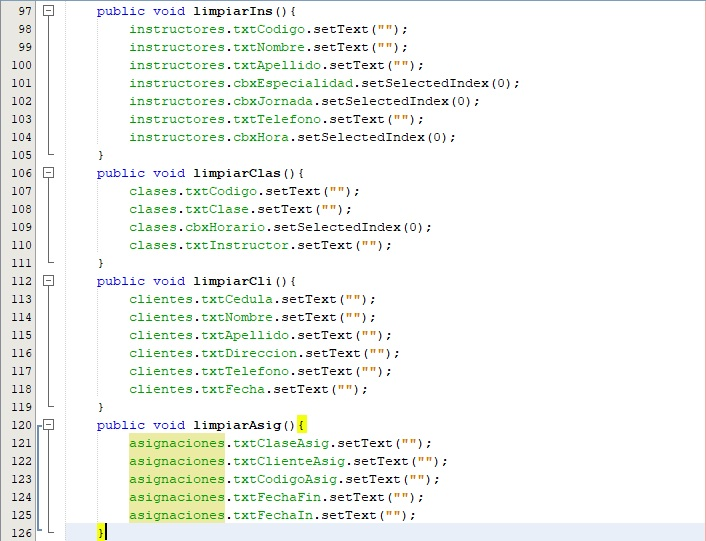 97 public void limpiarIns(){
98 instructores.txtCodigo.setText("");
99 instructores.txtNombre.setText("");
100 instructores.txtApellido.setText("");
101 instructores.cbxEspecialidad.setSelectedIndex(0);
102 instructores.cbxJornada.setSelectedIndex(0);
103 instructores.txtTelefono.setText("");
104 instructores.cbxHora.setSelectedIndex(0);
105 }
106 public void limpiarClas(){
107 clases.txtCodigo.setText("");
108 clases.txtClase.setText("");
109 clases.cbxHorario.setSelectedIndex(0);
110 clases.txtInstructor.setText("");
111 }
112 public void limpiarCli(){
113 clientes.txtCedula.setText("");
114 clientes.txtNombre.setText("");
115 clientes.txtApellido.setText("");
116 clientes.txtDireccion.setText("");
117 clientes.txtTelefono.setText("");
118 clientes.txtFecha.setText("");
119 }
120 public void limpiarAsig(){
121 asignaciones.txtClaseAsig.setText("");
122 asignaciones.txtClienteAsig.setText("");
123 asignaciones.txtCodigoAsig.setText("");
124 asignaciones.txtFechaFin.setText("");
125 asignaciones.txtFechaIn.setText("");
126 }